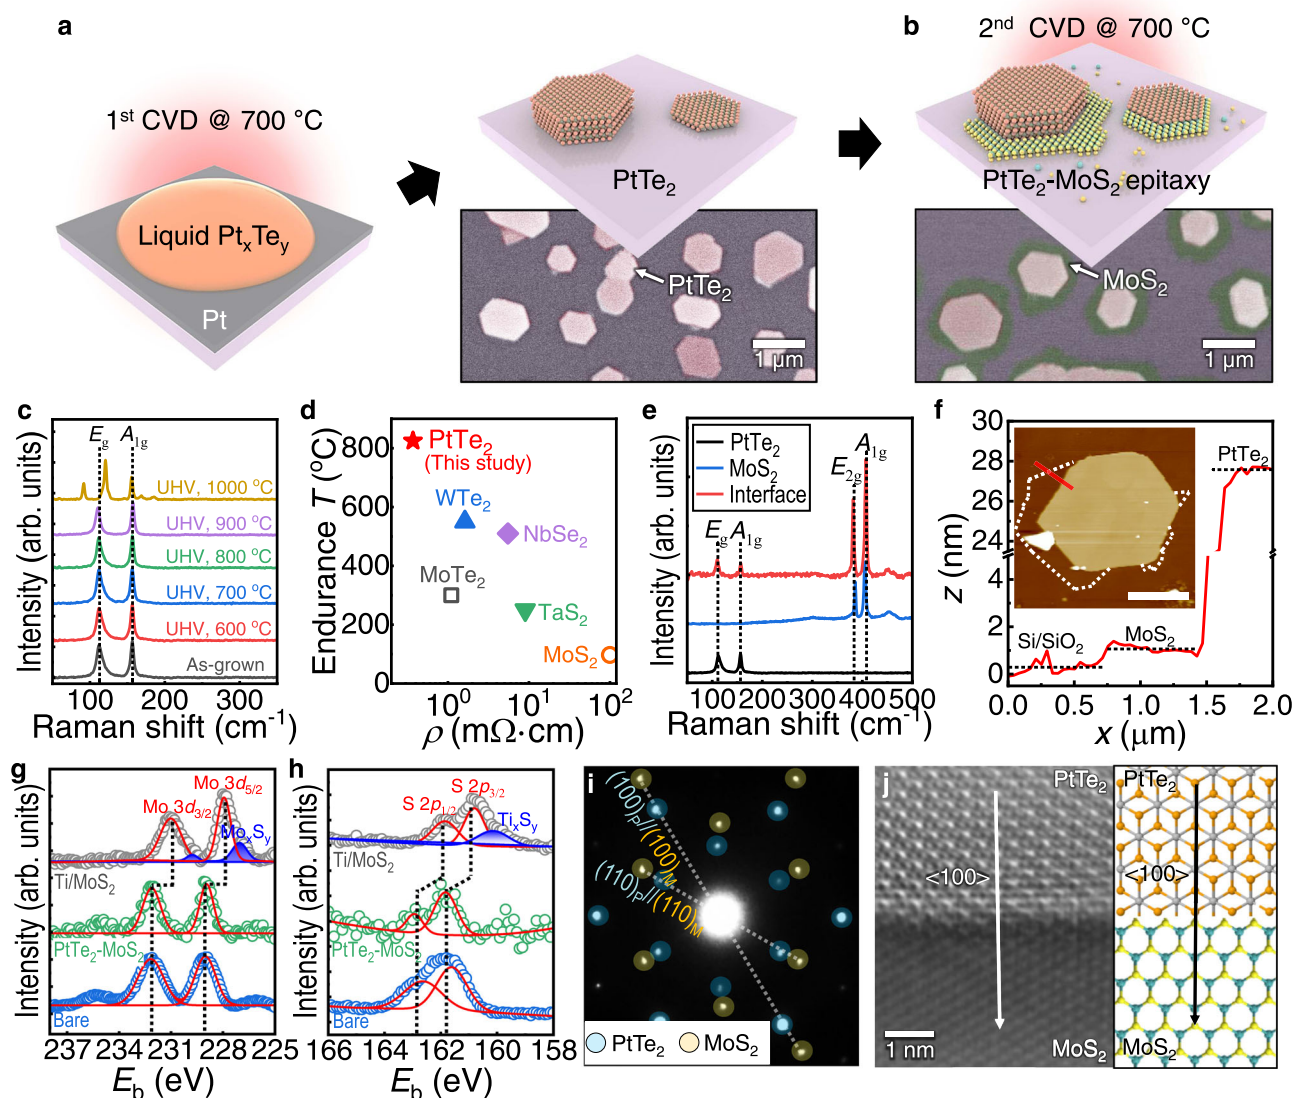 a
1st CVD @ 700 °C
Liquid PtxTey
Pt
PtTe2
PtTe2
1 μm
b
2nd CVD @ 700 °C
PtTe2-MoS2 epitaxy
MoS2
1 μm
c
Eg A1g
UHV, 1000 °C
UHV, 900 °C
UHV, 800 °C
UHV, 700 °C
UHV, 600 °C
As-grown
Intensity (arb. units)
100 200 300
Raman shift (cm-1)
d
PtTe2
(This study)
WTe2
NbSe2
MoTe2
TaS2
MoS2
Endurance T (°C)
800
600
400
200
0
10^0 10^1 10^2
ρ (mΩ·cm)
e
PtTe2
MoS2
Interface
A1g
E2g
Eg A1g
Intensity (arb. units)
100 200 300 400 500
Raman shift (cm-1)
f
30
28
26
24
4
2
0
z (nm)
PtTe2
Si/SiO2
MoS2
0.0 0.5 1.0 1.5 2.0
x (μm)
g
Mo 3d5/2
Mo 3d3/2
MoxSy
Ti/MoS2
PtTe2-MoS2
Bare
Intensity (arb. units)
237 234 231 228 225
Eb (eV)
h
S 2p3/2
S 2p1/2
TixSy
Ti/MoS2
PtTe2-MoS2
Bare
Intensity (arb. units)
166 164 162 160 158
Eb (eV)
i
(100)P//(100)M
(110)P//(110)M
PtTe2 MoS2
j
PtTe2
<100>
1 nm
MoS2
PtTe2
<100>
MoS2